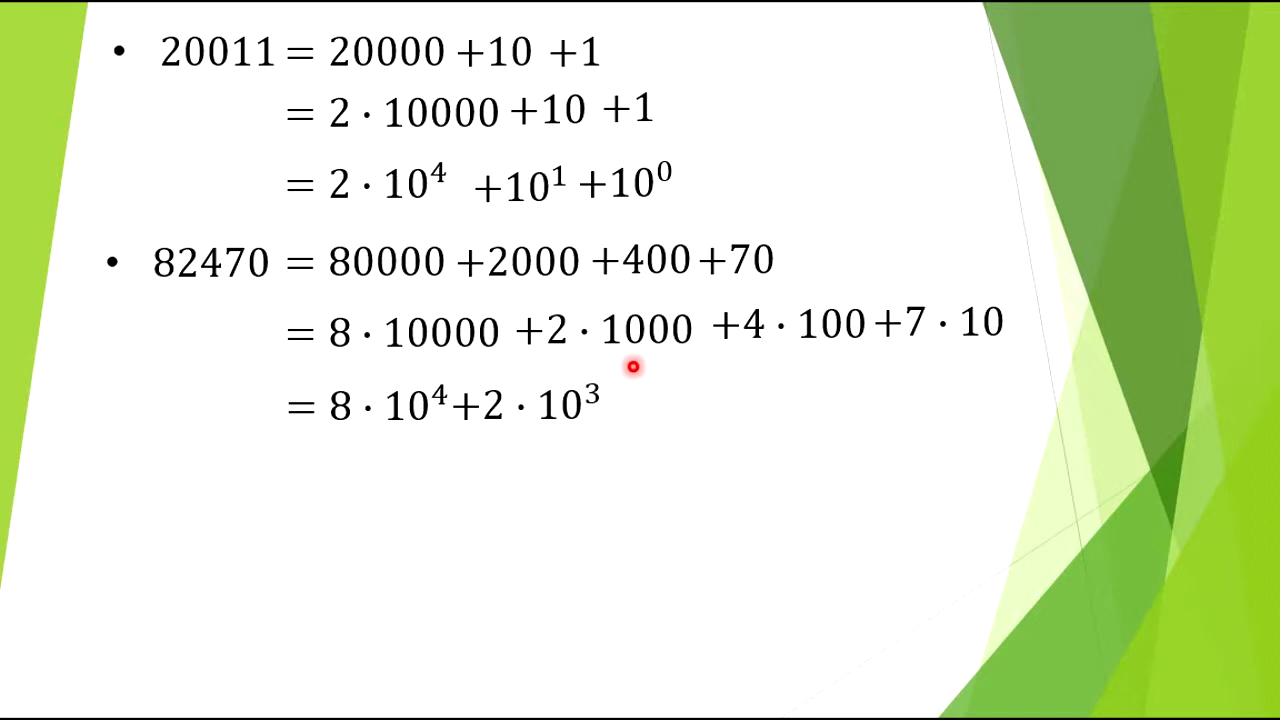 • 20011 = 20000 +10 +1
= 2 · 10000 +10 +1
= 2 · 10⁴ +10¹ +10⁰
• 82470 = 80000 +2000 +400 +70
= 8 · 10000 +2 · 1000 +4 · 100 +7 · 10
= 8 · 10⁴+2 · 10³